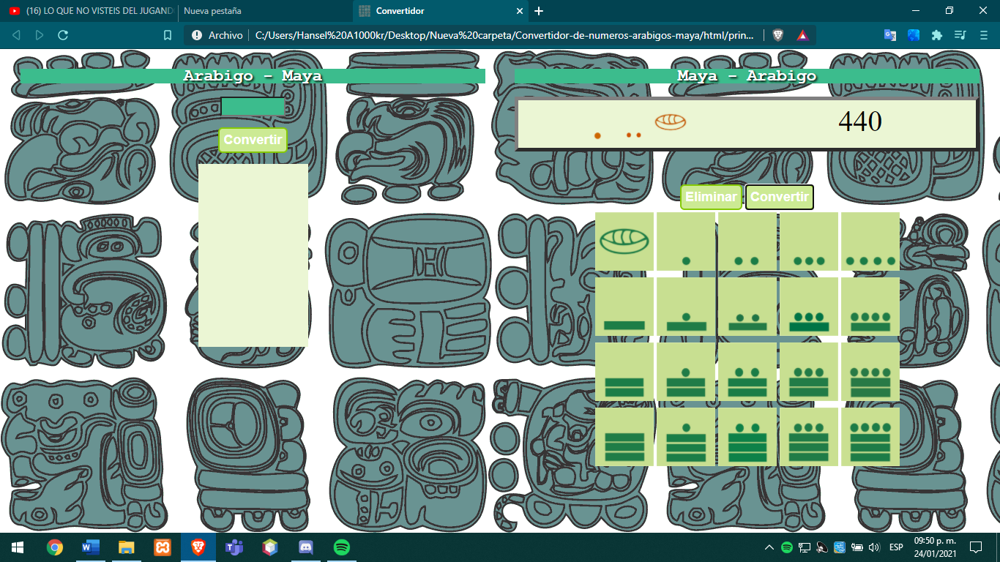 (16) LO QUE NO VISTEIS DEL JUGAND
Nueva pestaña
Convertidor
Archivo
C:/Users/Hansel%20A1000kr/Desktop/Nueva%20carpeta/Convertidor-de-numeros-arabigos-maya/html/prin...
Arabigo - Maya
Convertir
Maya - Arabigo
440
Eliminar
Convertir
ESP
09:50 p. m.
24/01/2021